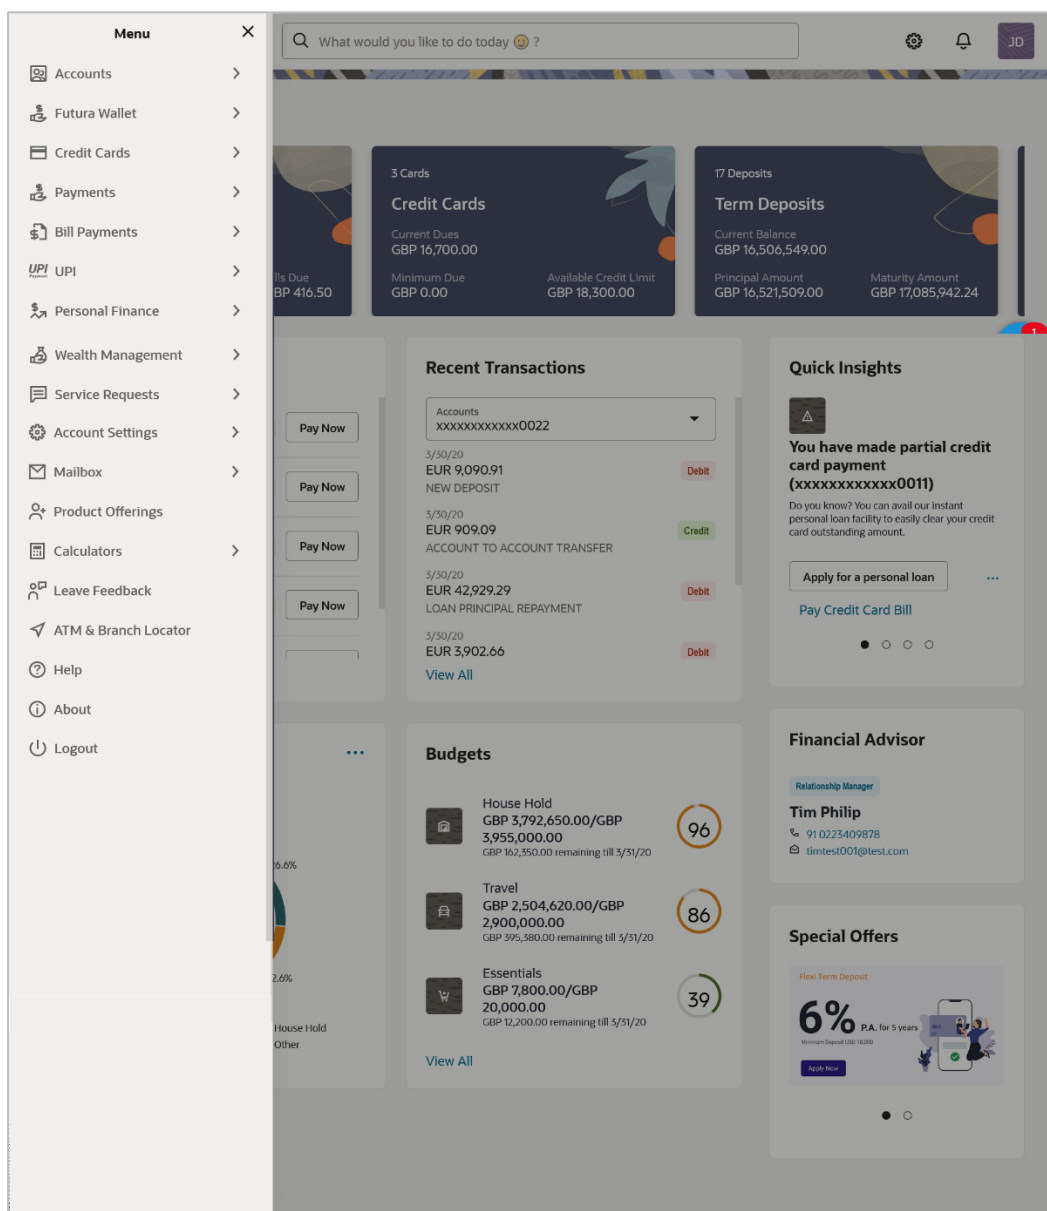 Menu
Accounts
Futura Wallet
Credit Cards
Payments
Bill Payments
UPI
UPI
Personal Finance
Wealth Management
Service Requests
Account Settings
Mailbox
Product Offerings
Calculators
Leave Feedback
ATM & Branch Locator
Help
About
Logout
What would you like to do today 😊 ?
JD
lls Due
BP 416.50
3 Cards
Credit Cards
Current Dues
GBP 16,700.00
Minimum Due Available Credit Limit
GBP 0.00 GBP 18,300.00
17 Deposits
Term Deposits
Current Balance
GBP 16,506,549.00
Principal Amount Maturity Amount
GBP 16,521,509.00 GBP 17,085,942.24
1
Pay Now
Pay Now
Pay Now
Pay Now
Recent Transactions
Accounts
xxxxxxxxxxxx0022
3/30/20
EUR 9,090.91 Debit
NEW DEPOSIT
3/30/20
EUR 909.09 Credit
ACCOUNT TO ACCOUNT TRANSFER
3/30/20
EUR 42,929.29 Debit
LOAN PRINCIPAL REPAYMENT
3/30/20
EUR 3,902.66 Debit
View All
Quick Insights
You have made partial credit
card payment
(xxxxxxxxxxxx0011)
Do you know? You can avail our instant
personal loan facility to easily clear your credit
card outstanding amount.
Apply for a personal loan ...
Pay Credit Card Bill
...
6.6%
2.6%
House Hold
Other
Budgets
House Hold
GBP 3,792,650.00/GBP
3,955,000.00
GBP 162,350.00 remaining till 3/31/20
96
Travel
GBP 2,504,620.00/GBP
2,900,000.00
GBP 395,380.00 remaining till 3/31/20
86
Essentials
GBP 7,800.00/GBP
20,000.00
GBP 12,200.00 remaining till 3/31/20
39
View All
Financial Advisor
Relationship Manager
Tim Philip
91 0223409878
timtest001@test.com
Special Offers
Flexi Term Deposit
6% P.A. for 5 years
Minimum Deposit USD 10,000
Apply Now